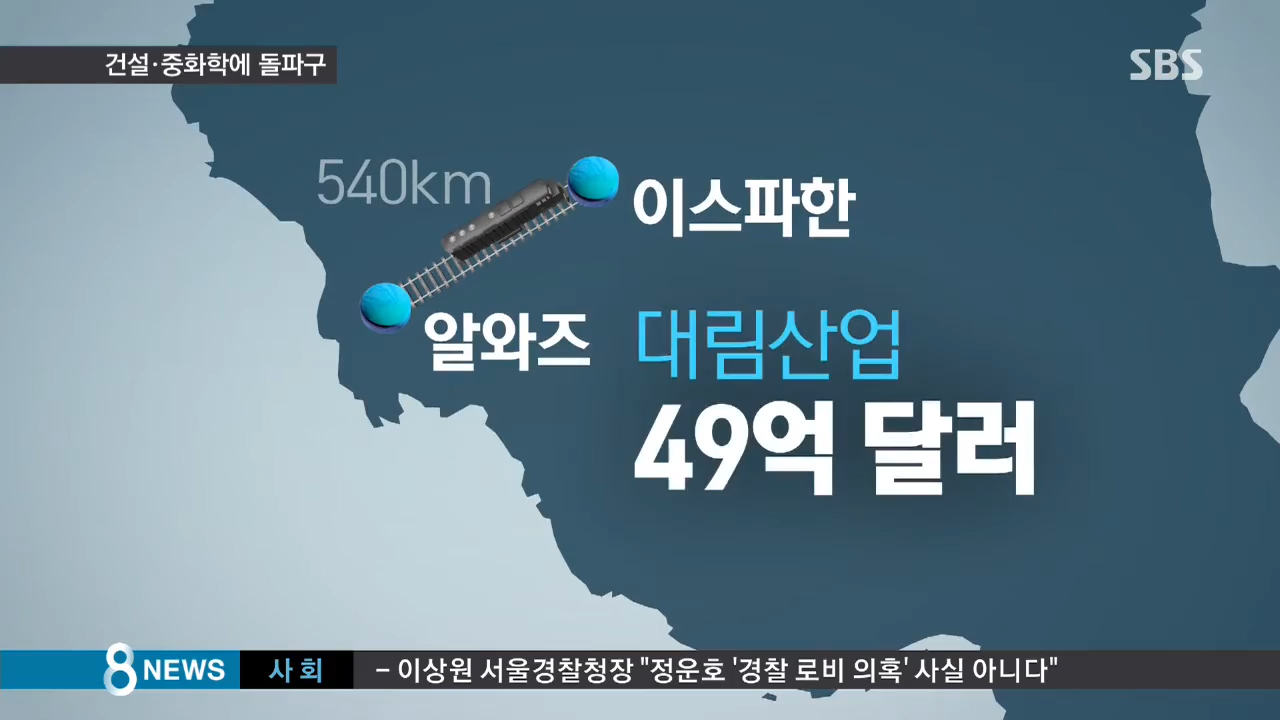 건설·중화학에 돌파구
SBS
540km
이스파한
알와즈
대림산업
49억 달러
8 NEWS
사회
- 이상원 서울경찰청장 "정운호 '경찰 로비 의혹' 사실 아니다"